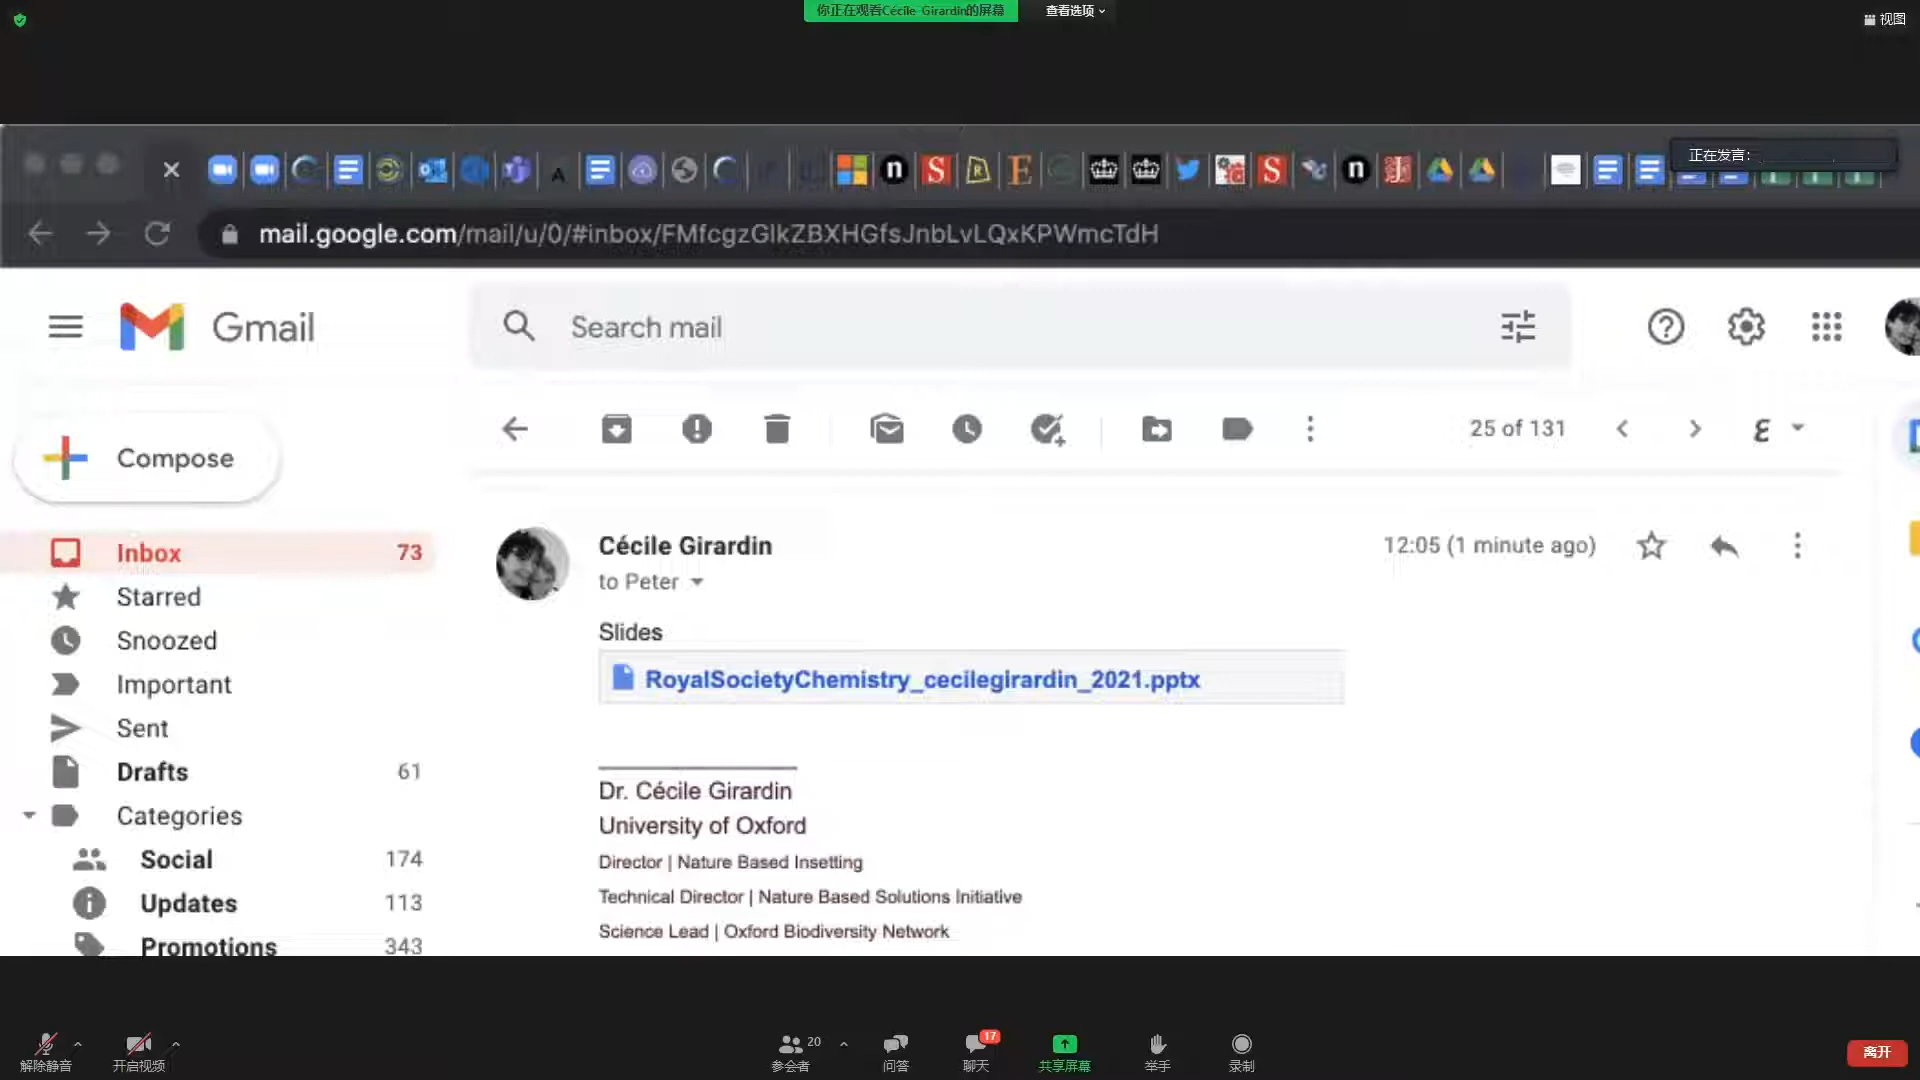 你正在观看Cécile Girardin的屏幕
查看选项
视图
正在发言:
mail.google.com/mail/u/0/#inbox/FMfcgzGlkZBXHGfsJnbLvLQxKPWmcTdH
Gmail
Search mail
Compose
25 of 131
Inbox 73
Starred
Snoozed
Important
Sent
Drafts 61
Categories
Social 174
Updates 113
Promotions 343
Cécile Girardin
12:05 (1 minute ago)
to Peter
Slides
RoyalSocietyChemistry_cecilegirardin_2021.pptx
Dr. Cécile Girardin
University of Oxford
Director | Nature Based Insetting
Technical Director | Nature Based Solutions Initiative
Science Lead | Oxford Biodiversity Network
解除静音
开启视频
参会者 20
问答
聊天 17
共享屏幕
举手
录制
离开